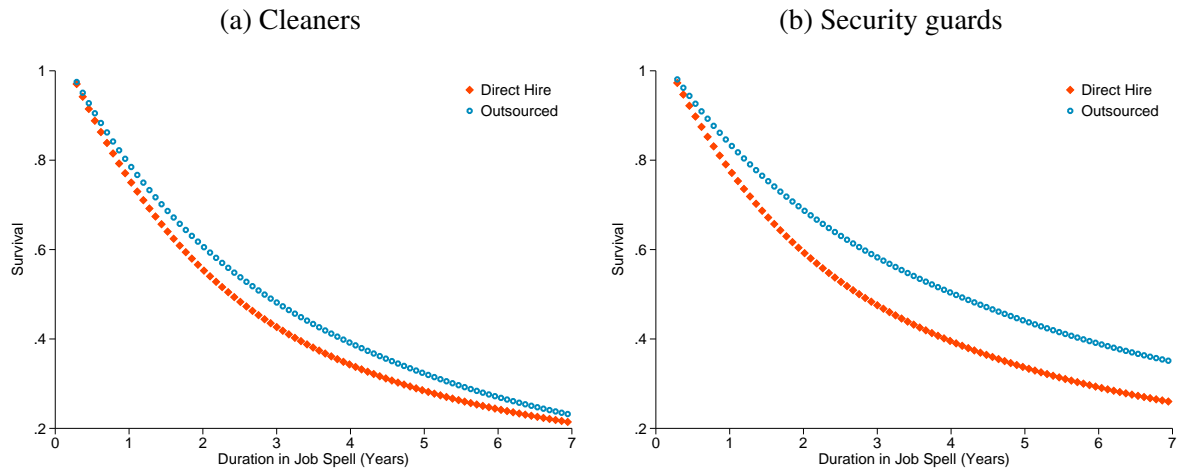 (a) Cleaners
1
.8
.6
.4
.2
0
1
2
3
4
5
6
7
Survival
Duration in Job Spell (Years)
Direct Hire
Outsourced
(b) Security guards
1
.8
.6
.4
.2
0
1
2
3
4
5
6
7
Survival
Duration in Job Spell (Years)
Direct Hire
Outsourced